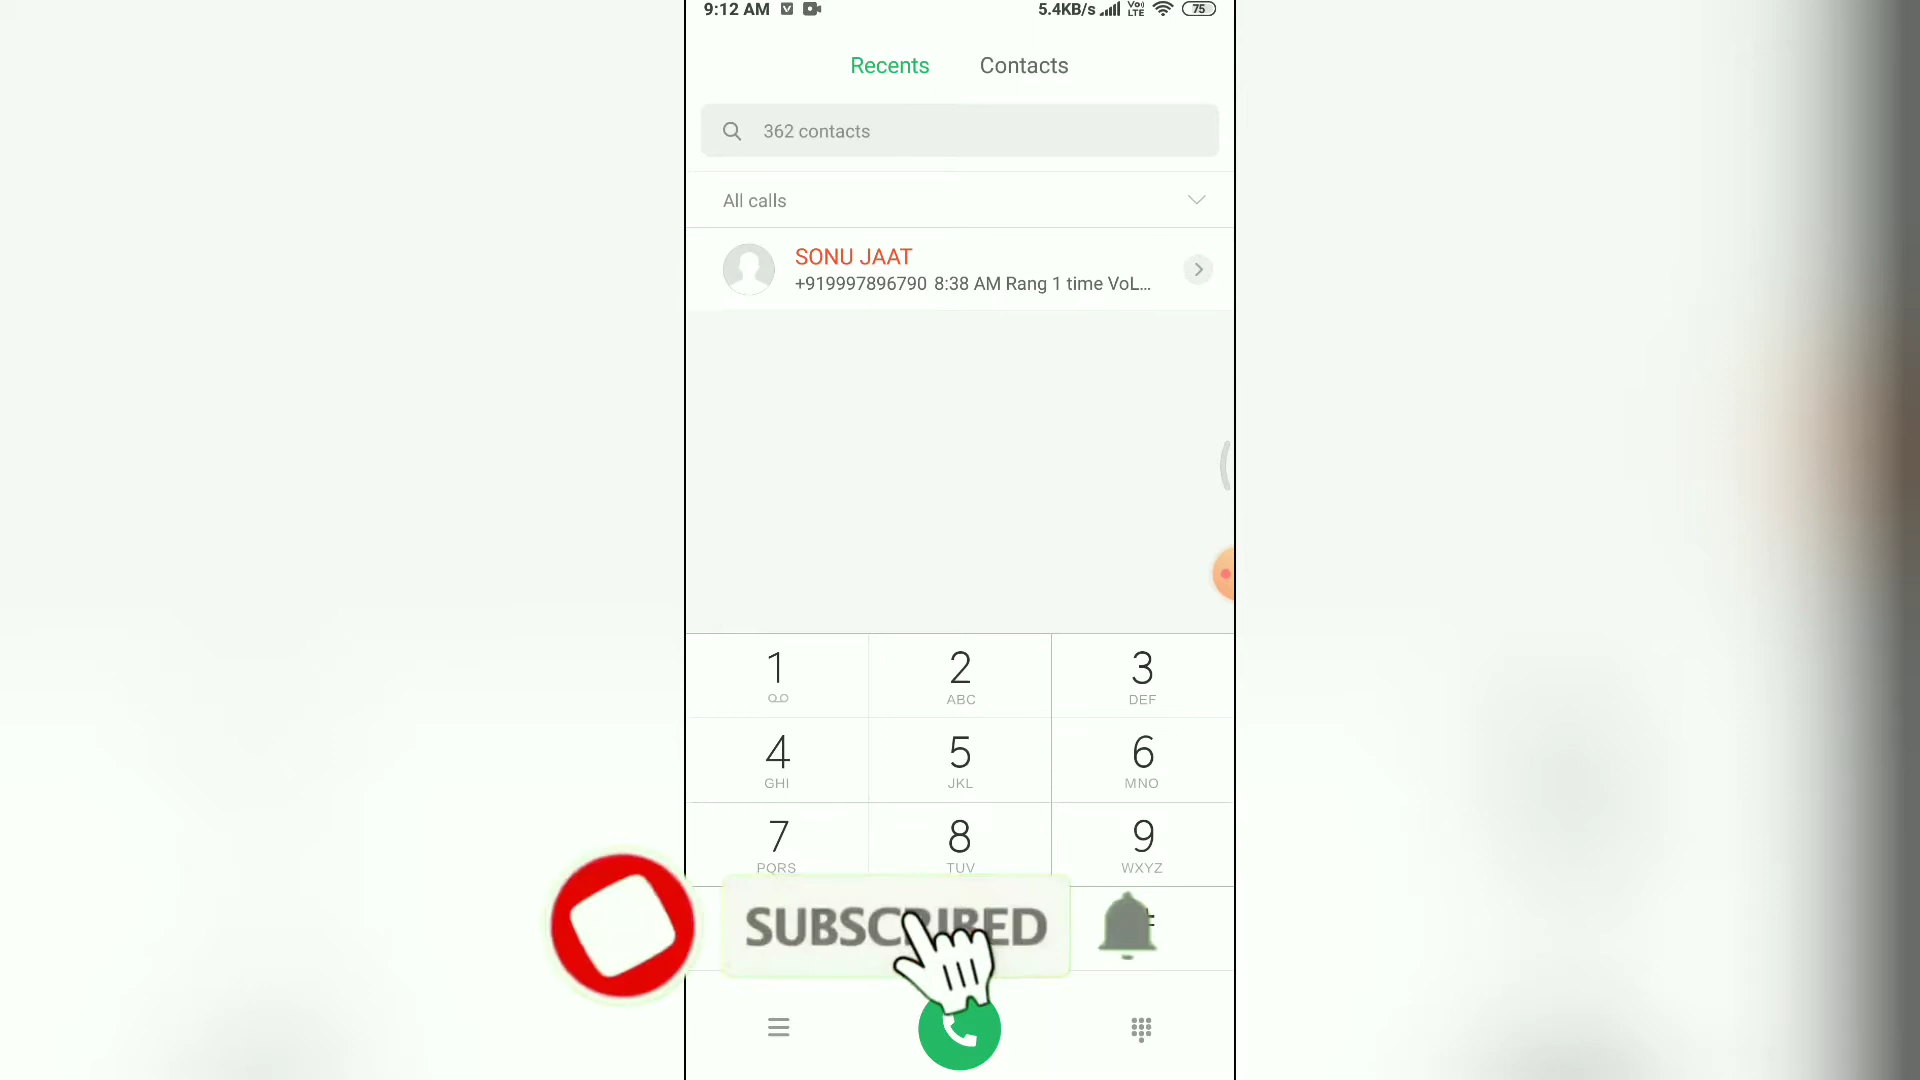 9:12 AM 5.4KB/s Vo) LTE 75
Recents Contacts
362 contacts
All calls
SONU JAAT
+919997896790 8:38 AM Rang 1 time VoL...
1 2 3
ABC DEF
4 5 6
GHI JKL MNO
7 8 9
PQRS TUV WXYZ
SUBSCRIBED